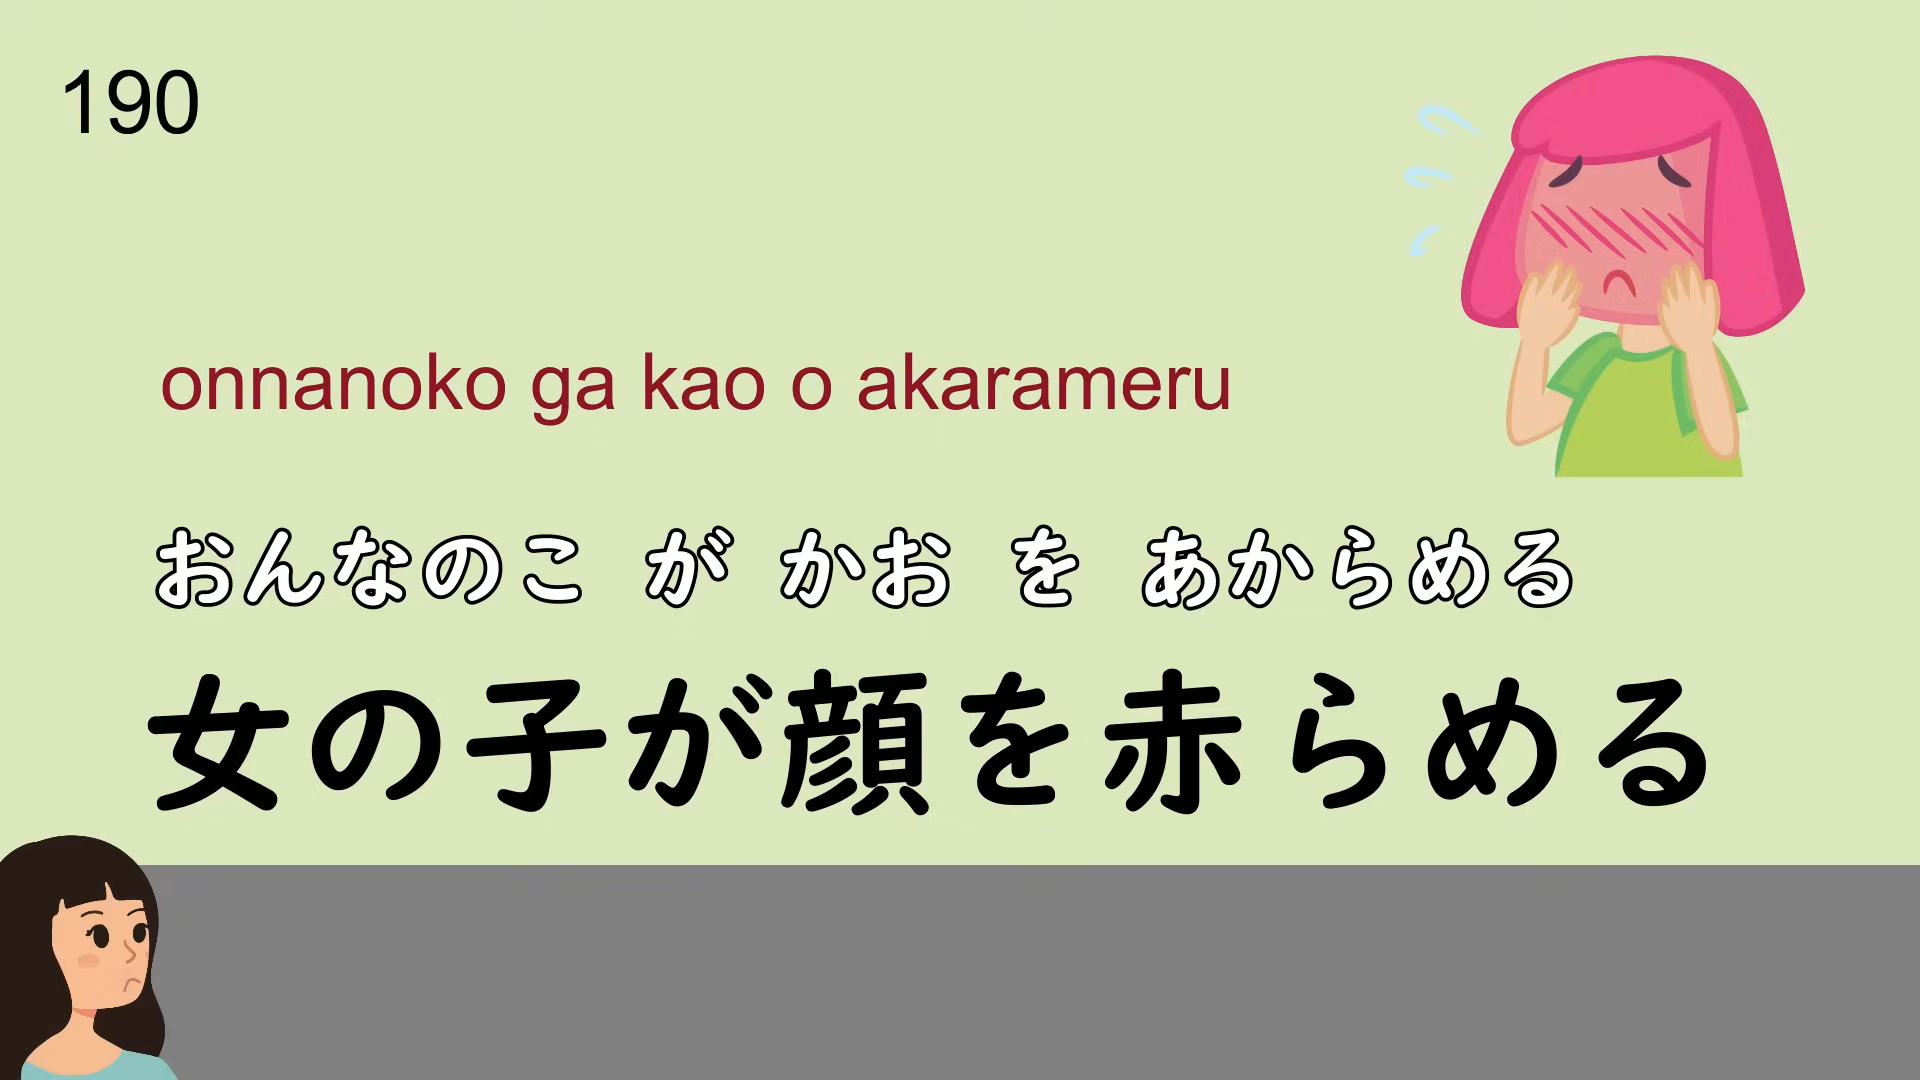 190
onnanoko ga kao o akarameru
おんなのこ が かお を あからめる
女の子が顔を赤らめる